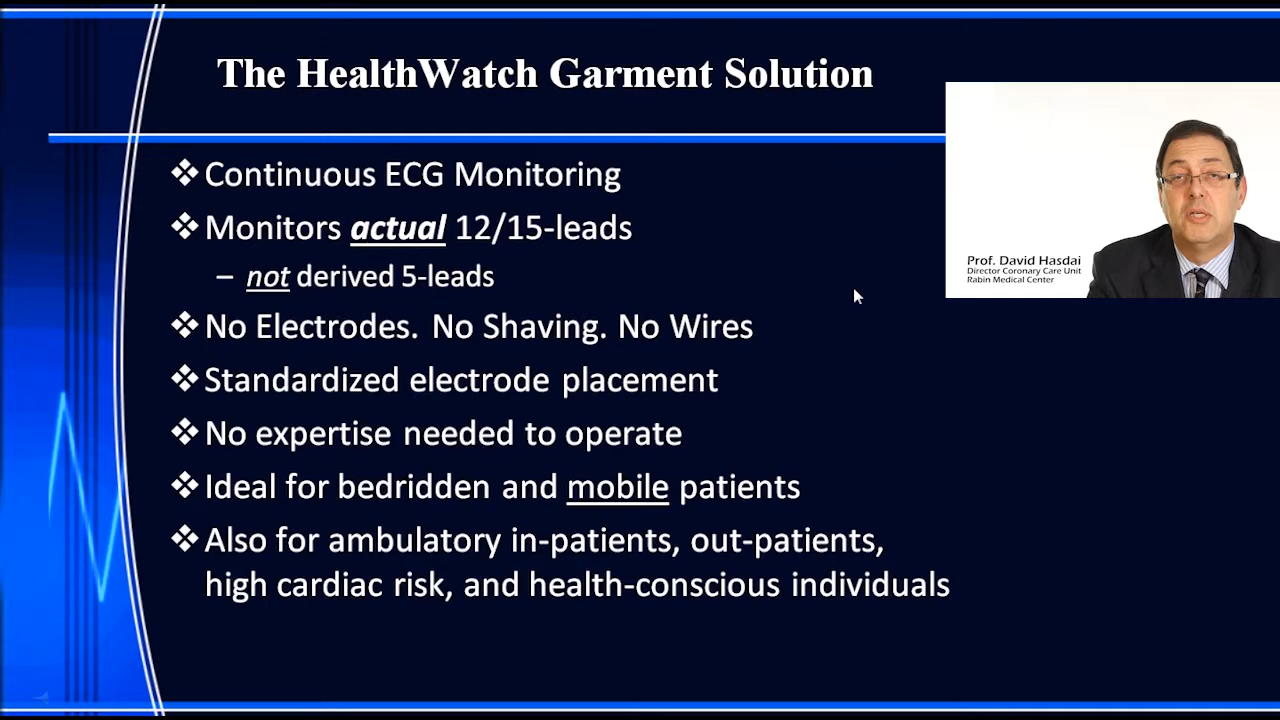 The HealthWatch Garment Solution
Continuous ECG Monitoring
Monitors actual 12/15-leads
– not derived 5-leads
No Electrodes. No Shaving. No Wires
Standardized electrode placement
No expertise needed to operate
Ideal for bedridden and mobile patients
Also for ambulatory in-patients, out-patients,
high cardiac risk, and health-conscious individuals
Prof. David Hasdai
Director Coronary Care Unit
Rabin Medical Center